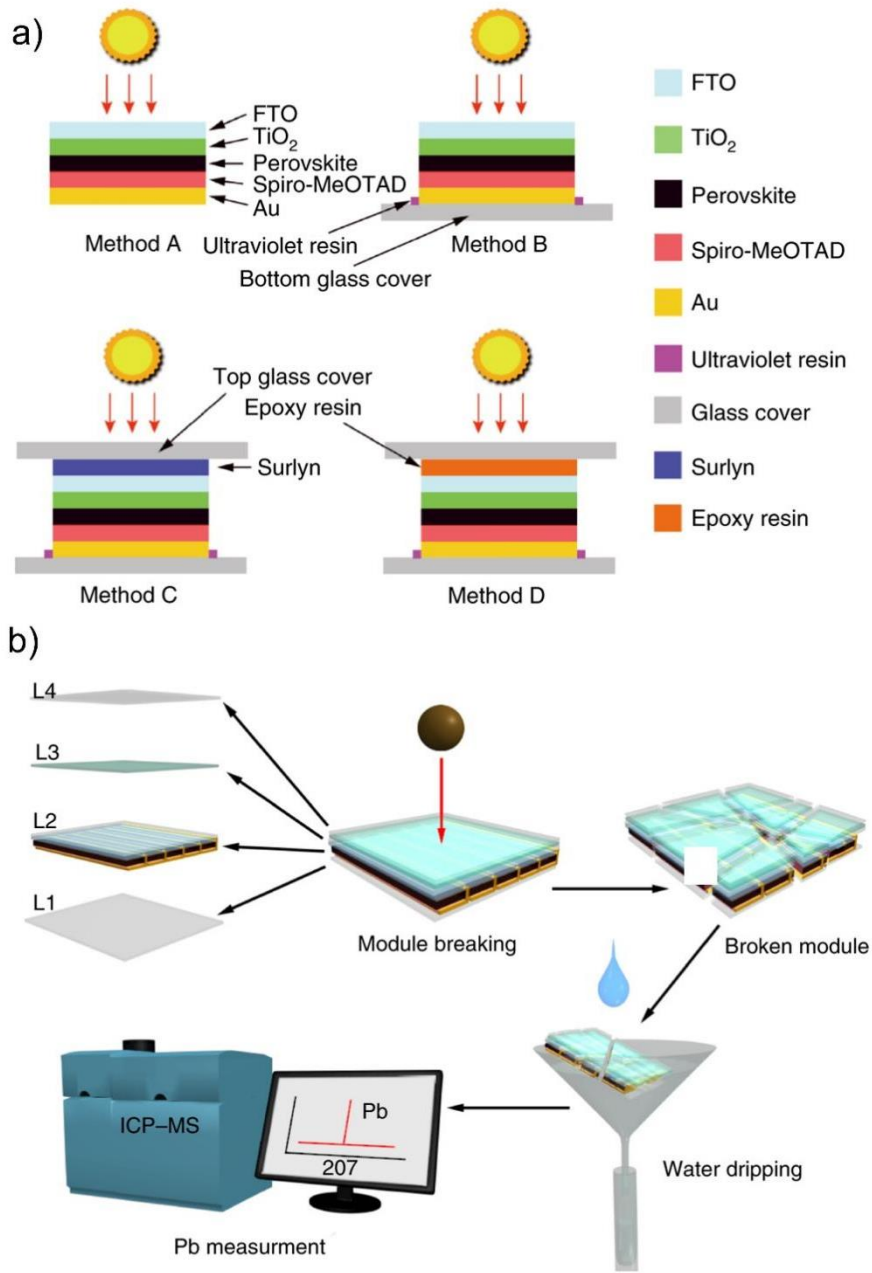 a)
FTO
TiO2
Perovskite
Spiro-MeOTAD
Au
Method A
Ultraviolet resin
Bottom glass cover
Method B
FTO
TiO2
Perovskite
Spiro-MeOTAD
Au
Ultraviolet resin
Glass cover
Surlyn
Epoxy resin
Top glass cover
Epoxy resin
Surlyn
Method C
Method D
b)
L4
L3
L2
L1
Module breaking
Broken module
ICP–MS
Pb
207
Water dripping
Pb measurment